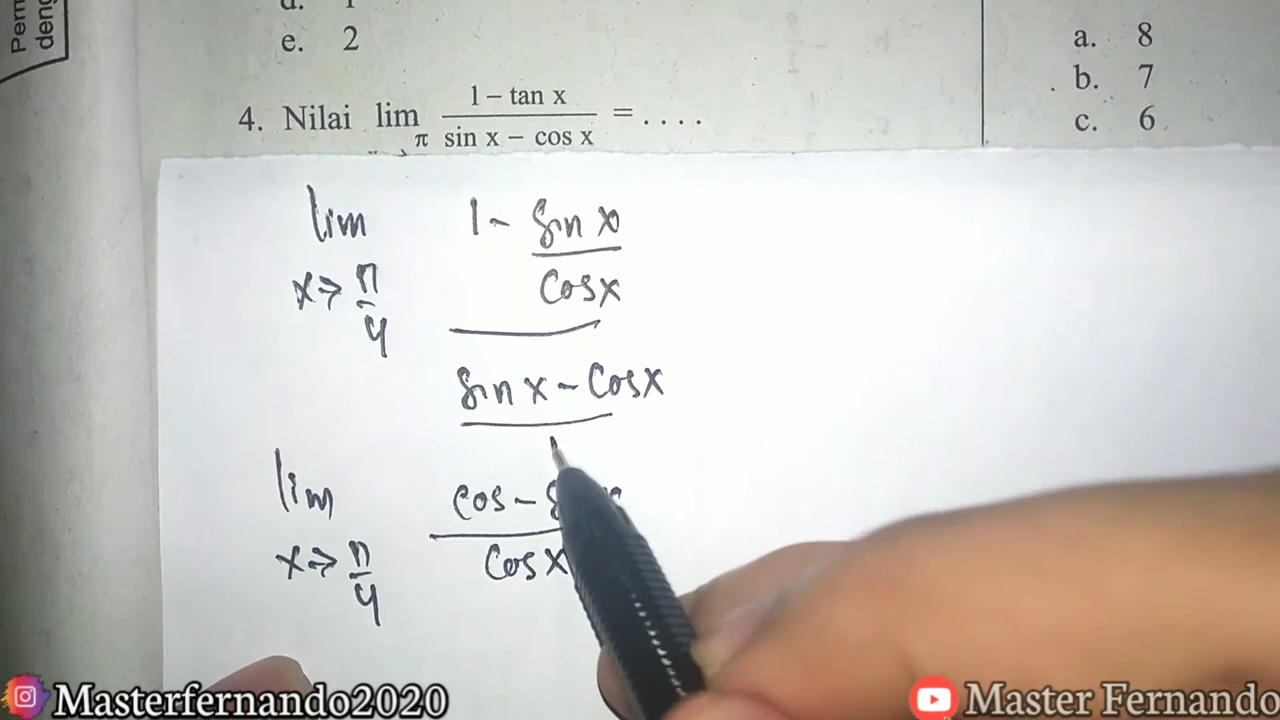 Perm
deng
d. 1
e. 2
a. 8
b. 7
c. 6
4. Nilai lim 1 – tan x
π sin x – cos x = . . . .
lim 1 - sin x
cos x
x → π/4
sin x - cos x
lim cos -
x → π/4 cos x
Masterfernando2020
Master Fernando